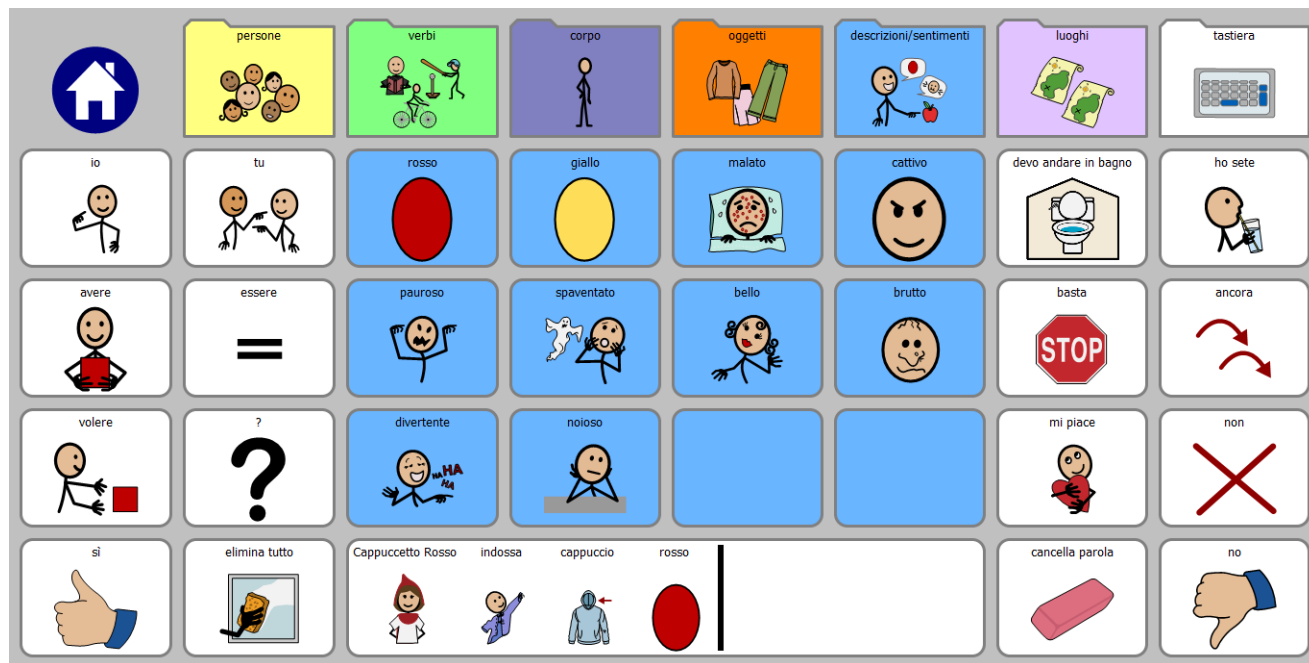 persone
verbi
corpo
oggetti
descrizioni/sentimenti
luoghi
tastiera
io
tu
rosso
giallo
malato
cattivo
devo andare in bagno
ho sete
avere
essere
pauroso
spaventato
bello
brutto
basta
STOP
ancora
volere
?
divertente
HA HA
HA
noioso
mi piace
non
sì
elimina tutto
Cappuccetto Rosso
indossa
cappuccio
rosso
cancella parola
no